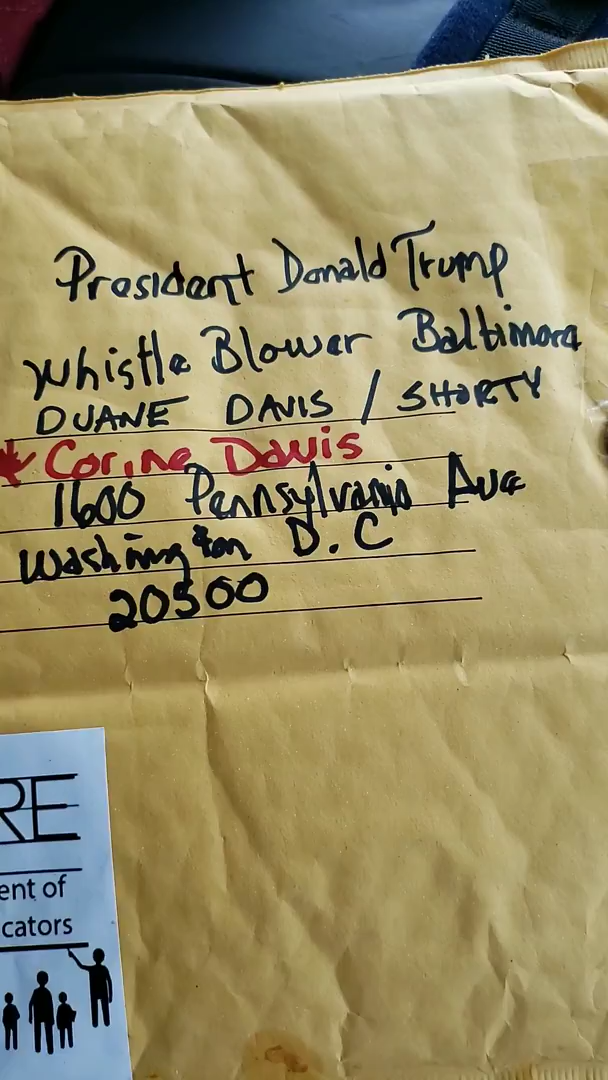 President Donald Trump
Whistle Blower Baltimore
DUANE DAVIS / SHORTY
Corine Davis
1600 Pennsylvania Ave
Washington D.C
20500
RE
ent of
cators